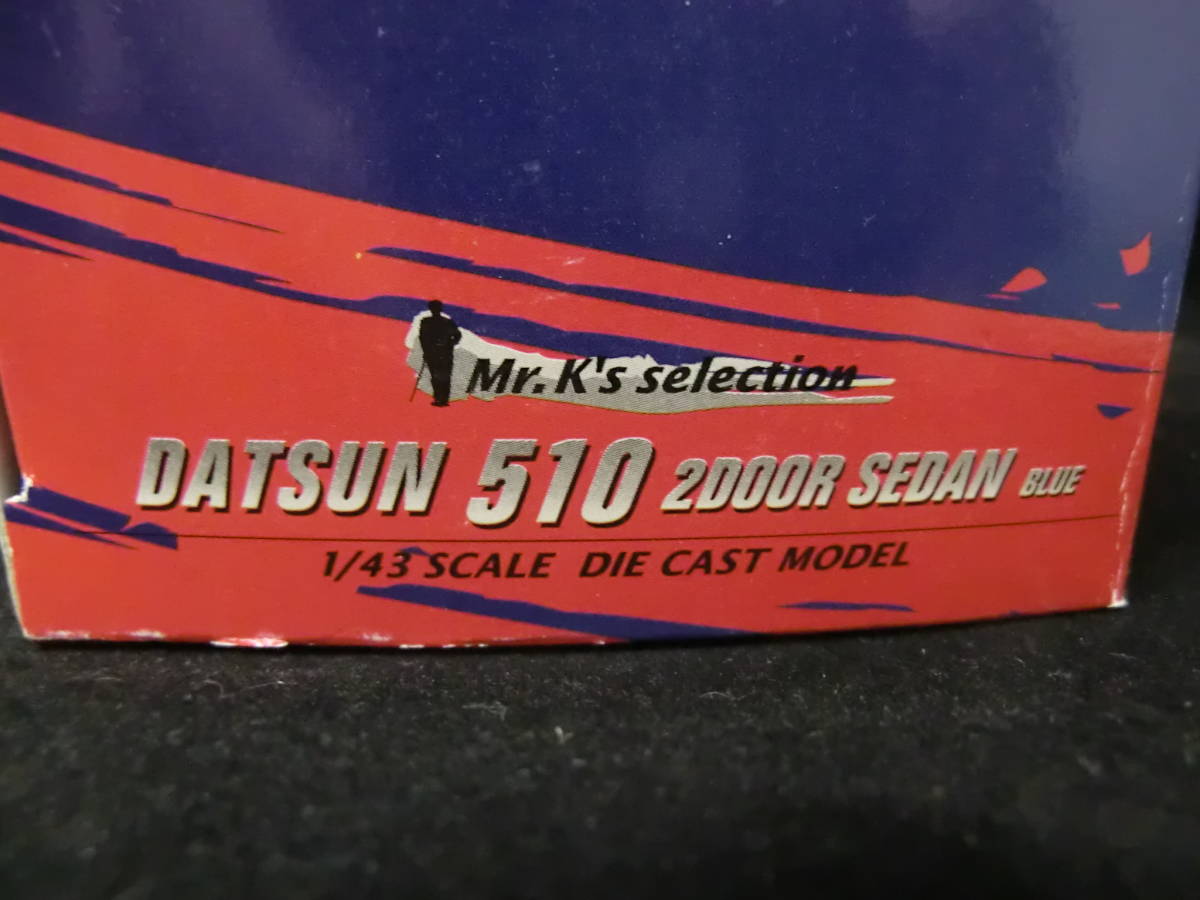 Mr. K's selection
DATSUN 510 2DOOR SEDAN BLUE
1/43 SCALE DIE CAST MODEL